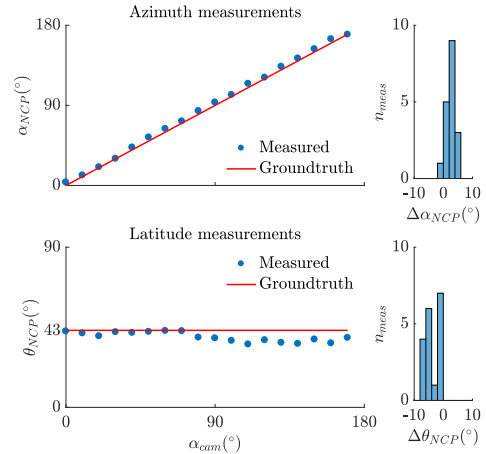 Azimuth measurements
180
90
0
α_NCP(°)
Measured
Groundtruth
10
5
0
n_meas
-10 0 10
Δα_NCP(°)
Latitude measurements
90
43
0
θ_NCP(°)
Measured
Groundtruth
0 90 180
α_cam(°)
10
5
0
n_meas
-10 0 10
Δθ_NCP(°)